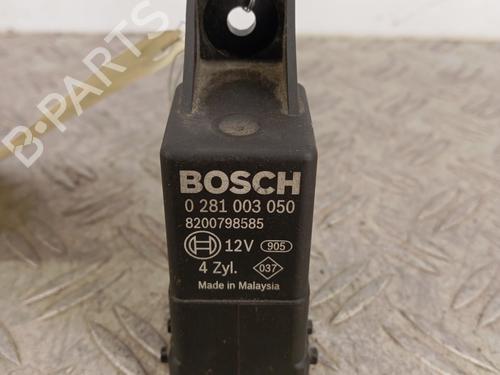 B-PARTS
BOSCH
0 281 003 050
8200798585
12V 905
4 Zyl. 037
Made in Malaysia